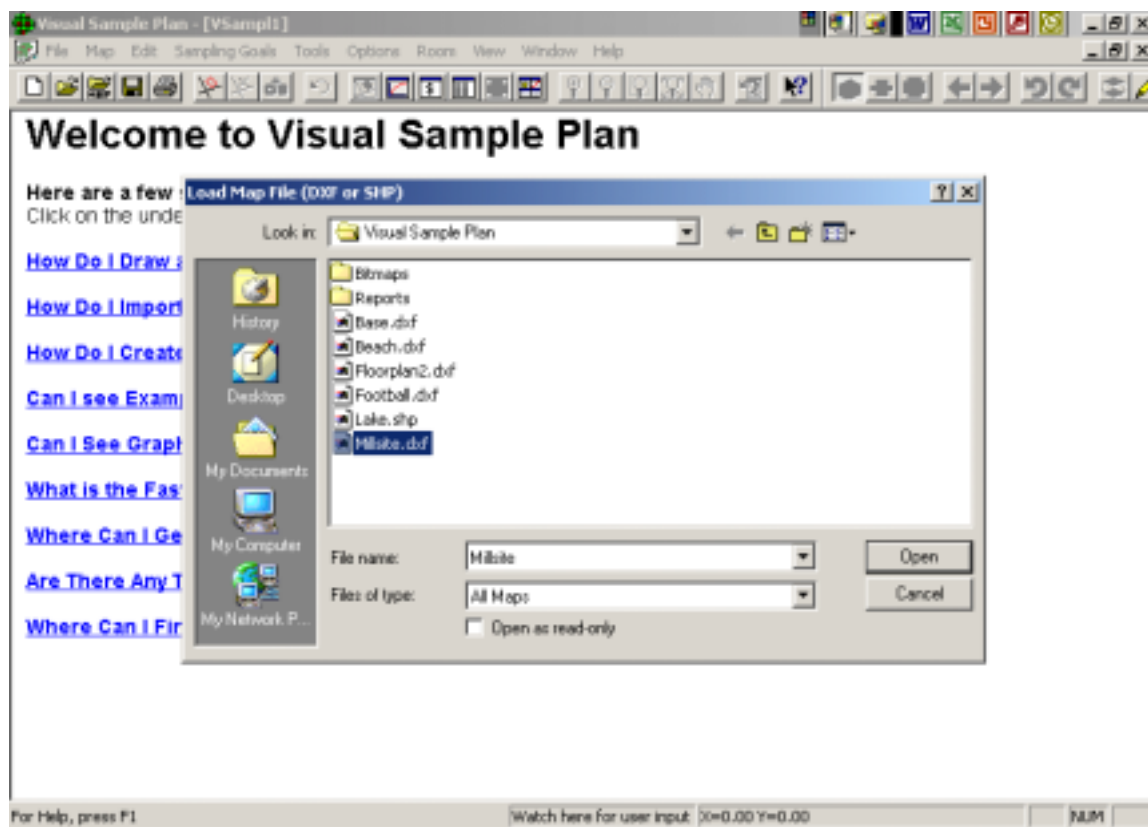 Visual Sample Plan - [VSampl1]
File Map Edit Sampling Goals Tools Options Room View Window Help
Welcome to Visual Sample Plan
Here are a few
Click on the unde
How Do I Draw
How Do I Import
How Do I Create
Can I see Exam
Can I See Graph
What is the Fas
Where Can I Ge
Are There Any T
Where Can I Fir
Load Map File (DXF or SHP)
Look in: Visual Sample Plan
History
Desktop
My Documents
My Computer
My Network P...
Bitmaps
Reports
Base.dxf
Beach.dxf
Floorplan2.dxf
Football.dxf
Lake.shp
Millsite.dxf
File name: Millsite Open
Files of type: All Maps Cancel
Open as read-only
For Help, press F1 Watch here for user input X=0.00 Y=0.00 NUM